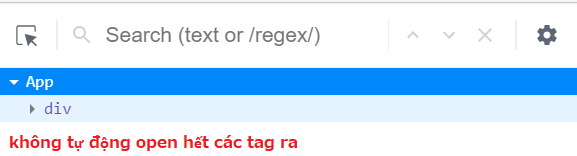 Search (text or /regex/)
App
div
không tự động open hết các tag ra